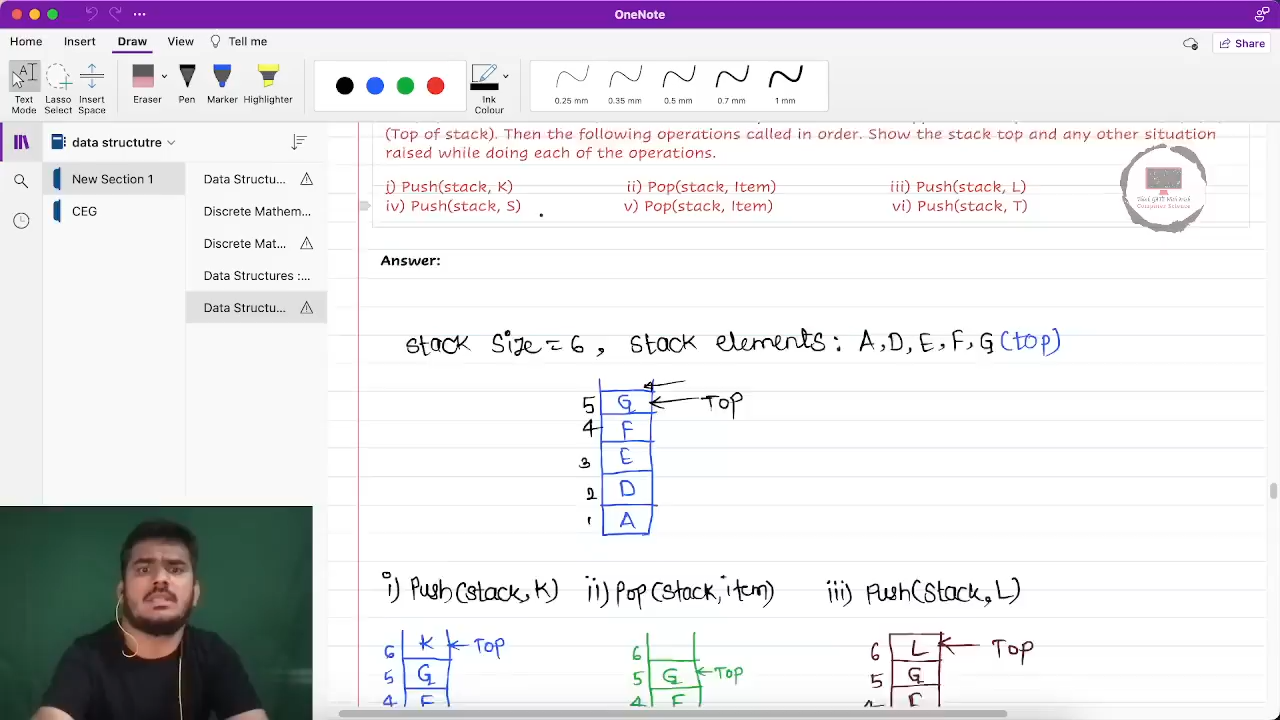 OneNote
Home Insert Draw View Tell me
Share
Text Mode
Lasso Select
Insert Space
Eraser
Pen
Marker
Highlighter
Ink Colour
0.25 mm 0.35 mm 0.5 mm 0.7 mm 1 mm
data structutre
New Section 1
CEG
Data Structu...
Discrete Mathem...
Discrete Mat...
Data Structures :...
Data Structu...
(Top of stack). Then the following operations called in order. Show the stack top and any other situation
raised while doing each of the operations.
i) Push(stack, K) ii) Pop(stack, Item) iii) Push(stack, L)
iv) Push(stack, S) v) Pop(stack, Item) vi) Push(stack, T)
Computer Science
Answer:
stack size = 6, stack elements: A, D, E, F, G (top)
5 G TOP
4 F
3 E
2 D
1 A
i) Push(stack, K) ii) Pop(stack, item) iii) Push(Stack, L)
6 K TOP 6 6 L TOP
5 G 5 G TOP 5 G
4 F 4 F